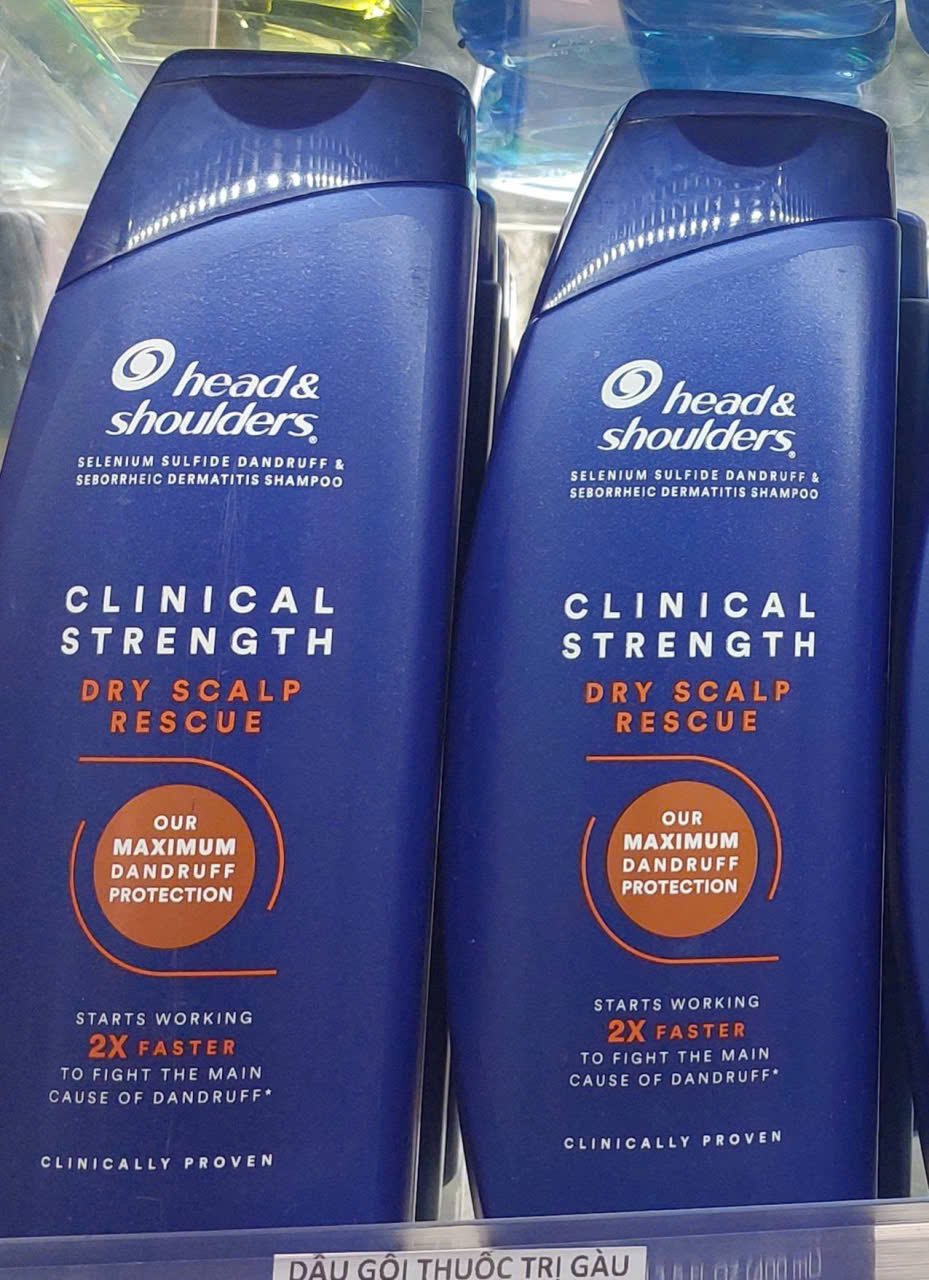 head &
shoulders®
SELENIUM SULFIDE DANDRUFF &
SEBORRHEIC DERMATITIS SHAMPOO
CLINICAL
STRENGTH
DRY SCALP
RESCUE
OUR
MAXIMUM
DANDRUFF
PROTECTION
STARTS WORKING
2X FASTER
TO FIGHT THE MAIN
CAUSE OF DANDRUFF*
CLINICALLY PROVEN
head &
shoulders®
SELENIUM SULFIDE DANDRUFF &
SEBORRHEIC DERMATITIS SHAMPOO
CLINICAL
STRENGTH
DRY SCALP
RESCUE
OUR
MAXIMUM
DANDRUFF
PROTECTION
STARTS WORKING
2X FASTER
TO FIGHT THE MAIN
CAUSE OF DANDRUFF*
CLINICALLY PROVEN
DẦU GỘI THUỐC TRỊ GÀU